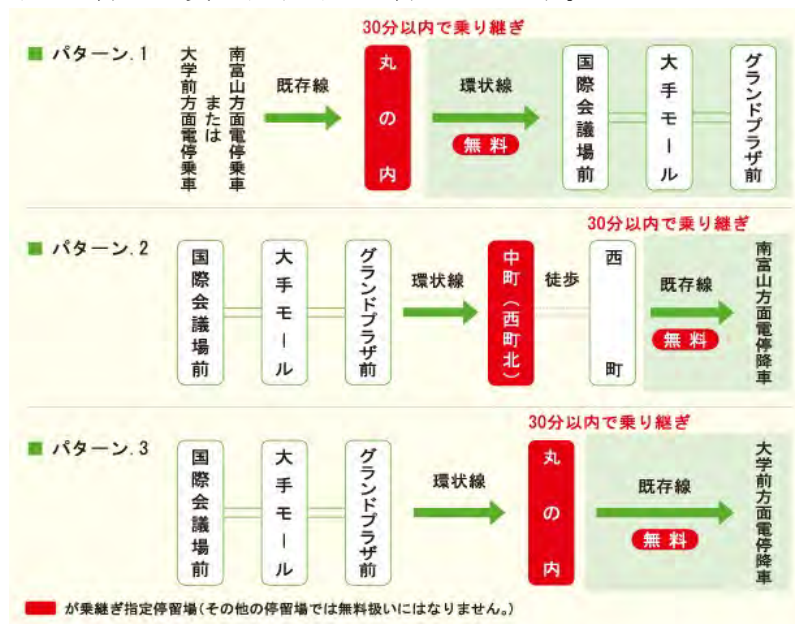 30分以内で乗り継ぎ
■ パターン.1
南富山方面電停乗車
または
大学前方面電停乗車
既存線
丸の内
環状線
無料
国際会議場前
大手モール
グランドプラザ前
30分以内で乗り継ぎ
■ パターン.2
国際会議場前
大手モール
グランドプラザ前
環状線
中町(西町北)
徒歩
西町
既存線
無料
南富山方面電停降車
30分以内で乗り継ぎ
■ パターン.3
国際会議場前
大手モール
グランドプラザ前
環状線
丸の内
既存線
無料
大学前方面電停降車
が乗継ぎ指定停留場(その他の停留場では無料扱いにはなりません。)